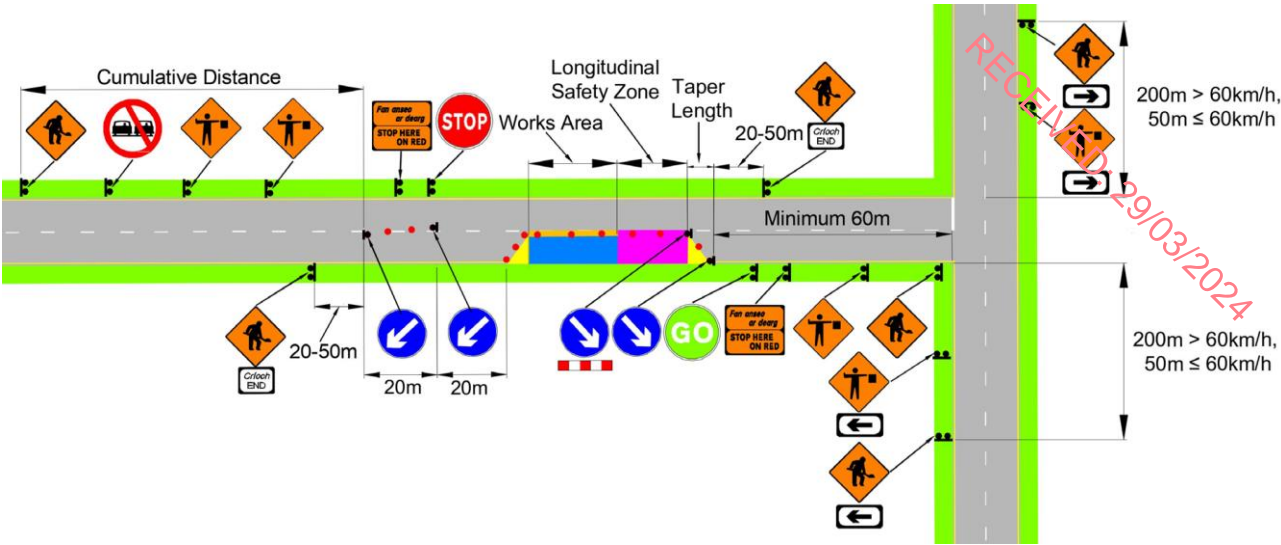 Cumulative Distance
Fan anseo
ar dearg
STOP HERE
ON RED
STOP
Works Area
Longitudinal
Safety Zone
Taper
Length
20-50m
Críoch
END
200m > 60km/h,
50m ≤ 60km/h
RECEIVED: 29/03/2024
Minimum 60m
Críoch
END
20-50m
20m
20m
GO
Fan anseo
ar dearg
STOP HERE
ON RED
200m > 60km/h,
50m ≤ 60km/h